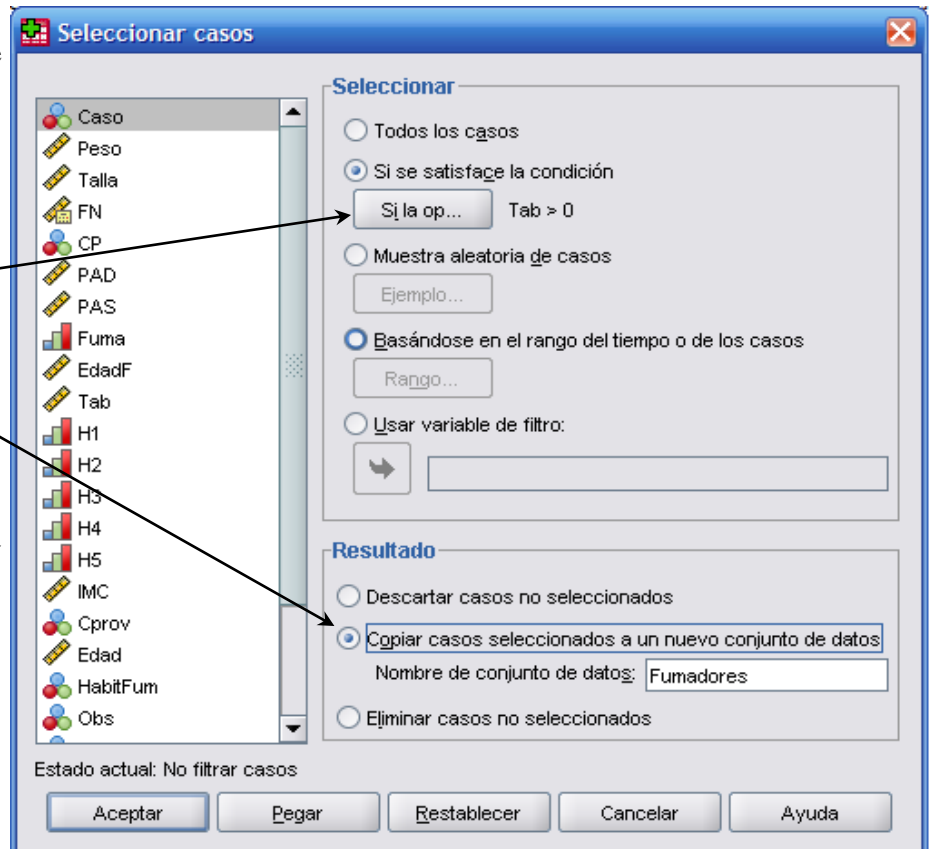 Seleccionar casos
Caso
Peso
Talla
FN
CP
PAD
PAS
Fuma
EdadF
Tab
H1
H2
H3
H4
H5
IMC
Cprov
Edad
HabitFum
Obs
Seleccionar
Todos los casos
Si se satisface la condición
Si la op... Tab > 0
Muestra aleatoria de casos
Ejemplo...
Basándose en el rango del tiempo o de los casos
Rango...
Usar variable de filtro:
Resultado
Descartar casos no seleccionados
Copiar casos seleccionados a un nuevo conjunto de datos
Nombre de conjunto de datos: Fumadores
Eliminar casos no seleccionados
Estado actual: No filtrar casos
Aceptar Pegar Restablecer Cancelar Ayuda